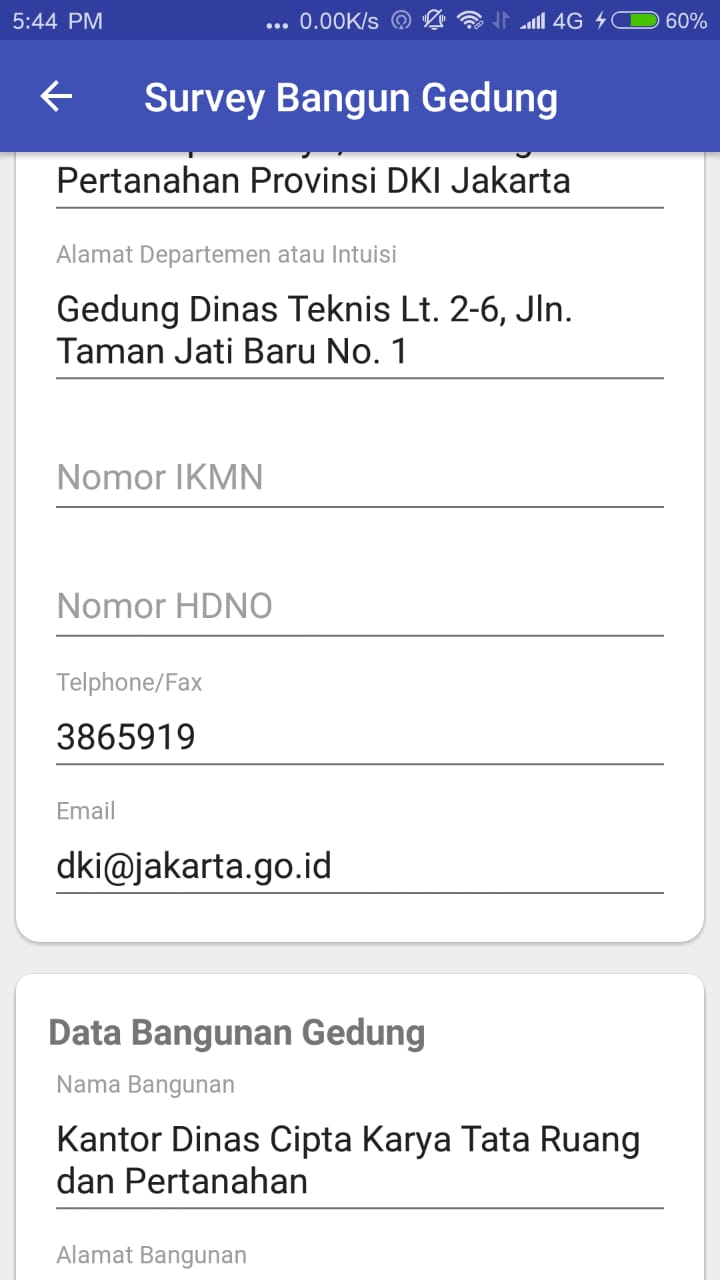 5:44 PM ... 0.00K/s 4G 60%
Survey Bangun Gedung
Pertanahan Provinsi DKI Jakarta
Alamat Departemen atau Intuisi
Gedung Dinas Teknis Lt. 2-6, Jln.
Taman Jati Baru No. 1
Nomor IKMN
Nomor HDNO
Telphone/Fax
3865919
Email
dki@jakarta.go.id
Data Bangunan Gedung
Nama Bangunan
Kantor Dinas Cipta Karya Tata Ruang
dan Pertanahan
Alamat Bangunan